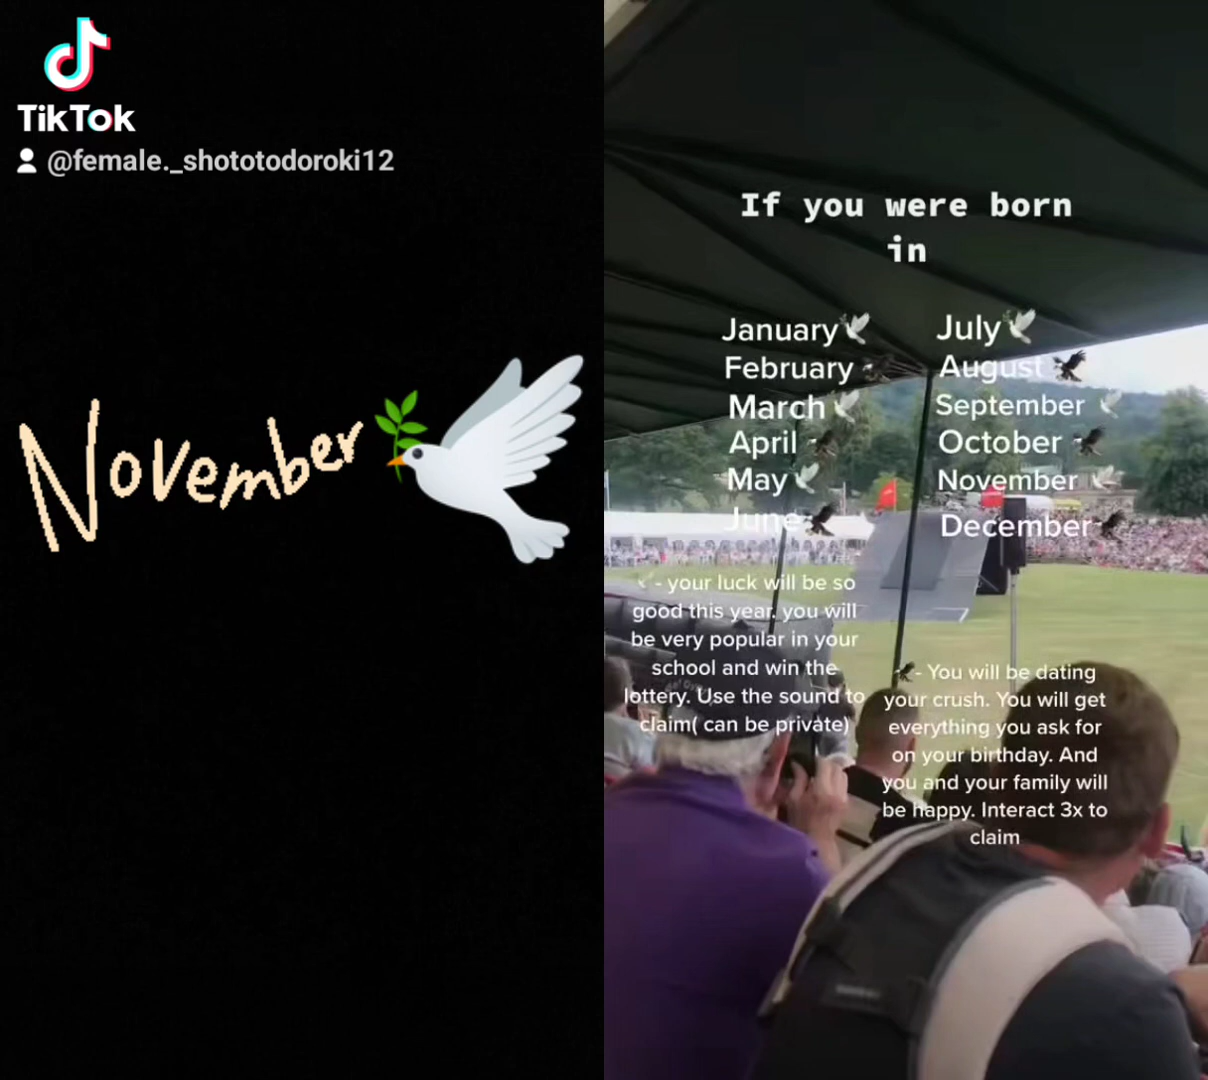 TikTok
@female._shototodoroki12
November
If you were born
in
January
February
March
April
May
June
July
August
September
October
November
December
- your luck will be so
good this year. you will
be very popular in your
school and win the
lottery. Use the sound to
claim( can be private)
- You will be dating
your crush. You will get
everything you ask for
on your birthday. And
you and your family will
be happy. Interact 3x to
claim